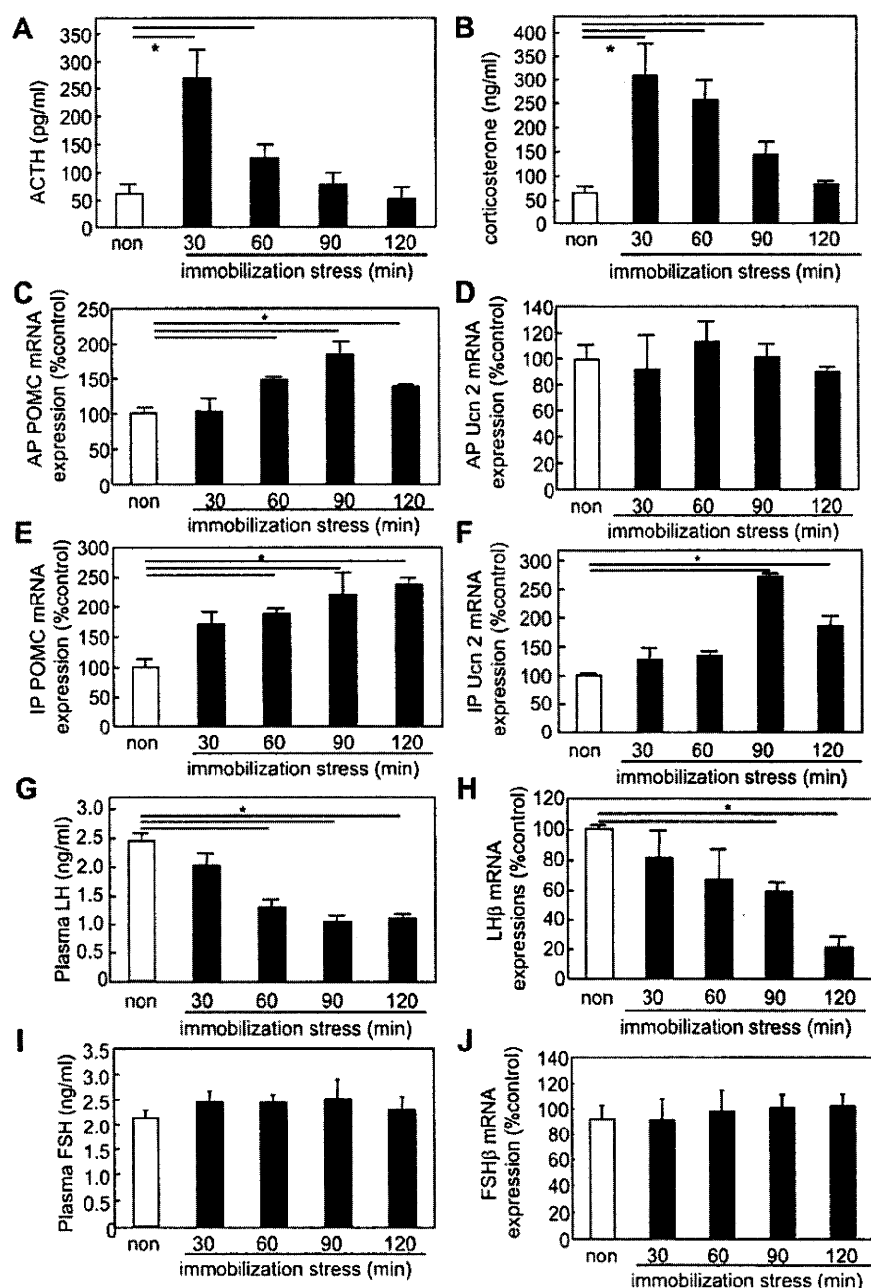 A
ACTH (pg/ml)
350
300
250
200
150
100
50
0
*
non 30 60 90 120
immobilization stress (min)
B
corticosterone (ng/ml)
400
350
300
250
200
150
100
50
0
*
non 30 60 90 120
immobilization stress (min)
C
AP POMC mRNA
expression (%control)
250
200
150
100
50
0
*
non 30 60 90 120
immobilization stress (min)
D
AP Ucn 2 mRNA
expression (%control)
140
120
100
80
60
40
20
0
non 30 60 90 120
immobilization stress (min)
E
IP POMC mRNA
expression (%control)
300
250
200
150
100
50
0
*
non 30 60 90 120
immobilization stress (min)
F
IP Ucn 2 mRNA
expression (%control)
300
200
150
100
50
0
*
non 30 60 90 120
immobilization stress (min)
G
Plasma LH (ng/ml)
3.0
2.5
2.0
1.5
1.0
0.5
0
*
non 30 60 90 120
immobilization stress (min)
H
LHβ mRNA
expressions (%control)
120
100
80
60
40
20
0
*
non 30 60 90 120
immobilization stress (min)
I
Plasma FSH (ng/ml)
3.5
3.0
2.5
2.0
1.5
1.0
0.5
0
non 30 60 90 120
immobilization stress (min)
J
FSHβ mRNA
expression (%control)
140
120
100
80
60
40
20
0
non 30 60 90 120
immobilization stress (min)